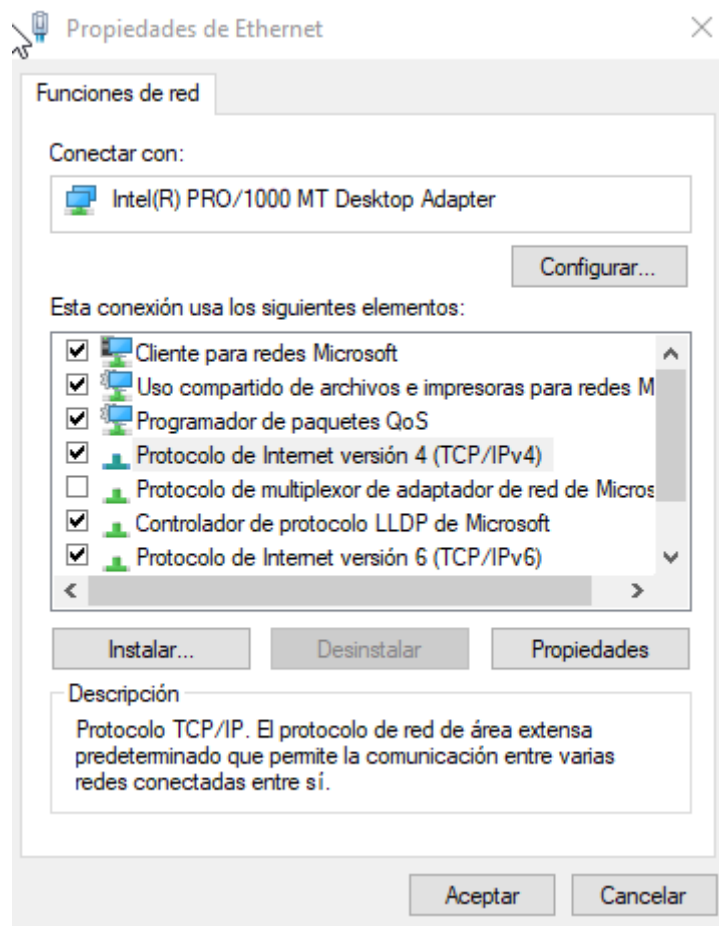 Propiedades de Ethernet
Funciones de red
Conectar con:
Intel(R) PRO/1000 MT Desktop Adapter
Configurar...
Esta conexión usa los siguientes elementos:
Cliente para redes Microsoft
Uso compartido de archivos e impresoras para redes M
Programador de paquetes QoS
Protocolo de Internet versión 4 (TCP/IPv4)
Protocolo de multiplexor de adaptador de red de Micros
Controlador de protocolo LLDP de Microsoft
Protocolo de Internet versión 6 (TCP/IPv6)
Instalar...
Desinstalar
Propiedades
Descripción
Protocolo TCP/IP. El protocolo de red de área extensa
predeterminado que permite la comunicación entre varias
redes conectadas entre sí.
Aceptar
Cancelar